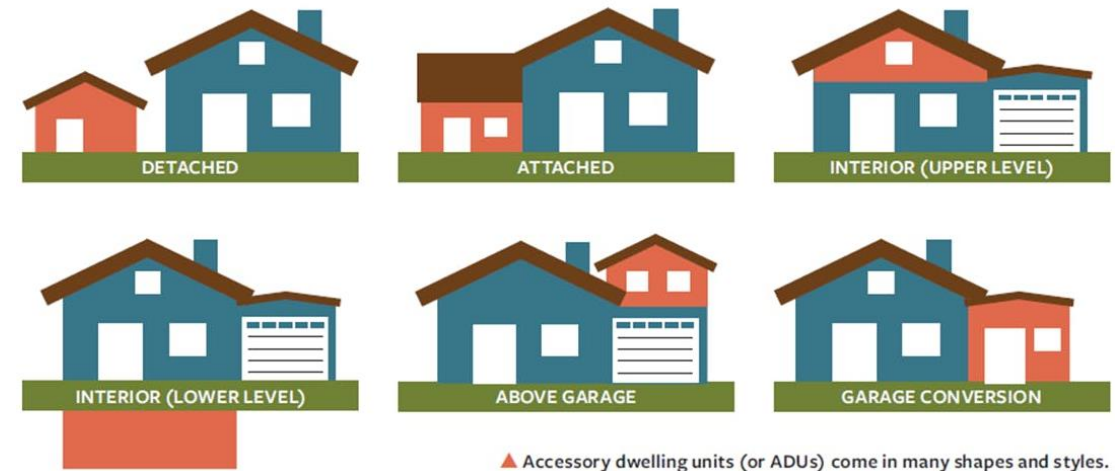 DETACHED
ATTACHED
INTERIOR (UPPER LEVEL)
INTERIOR (LOWER LEVEL)
ABOVE GARAGE
GARAGE CONVERSION
▲ Accessory dwelling units (or ADUs) come in many shapes and styles.